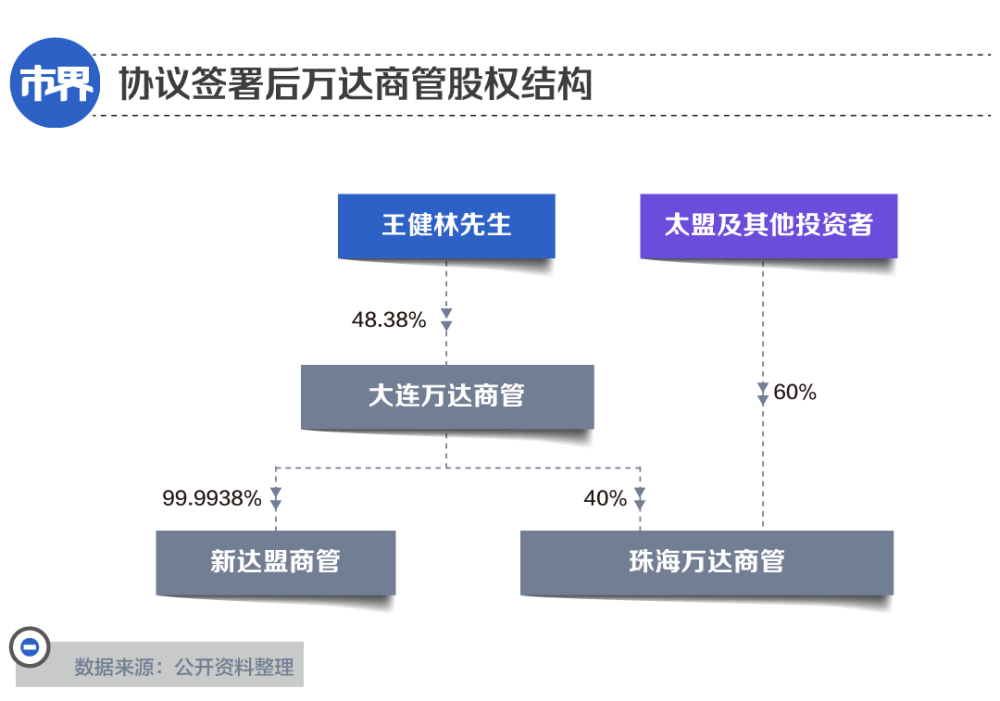 市界
协议签署后万达商管股权结构
王健林先生
太盟及其他投资者
48.38%
60%
大连万达商管
99.9938%
40%
新达盟商管
珠海万达商管
数据来源：公开资料整理